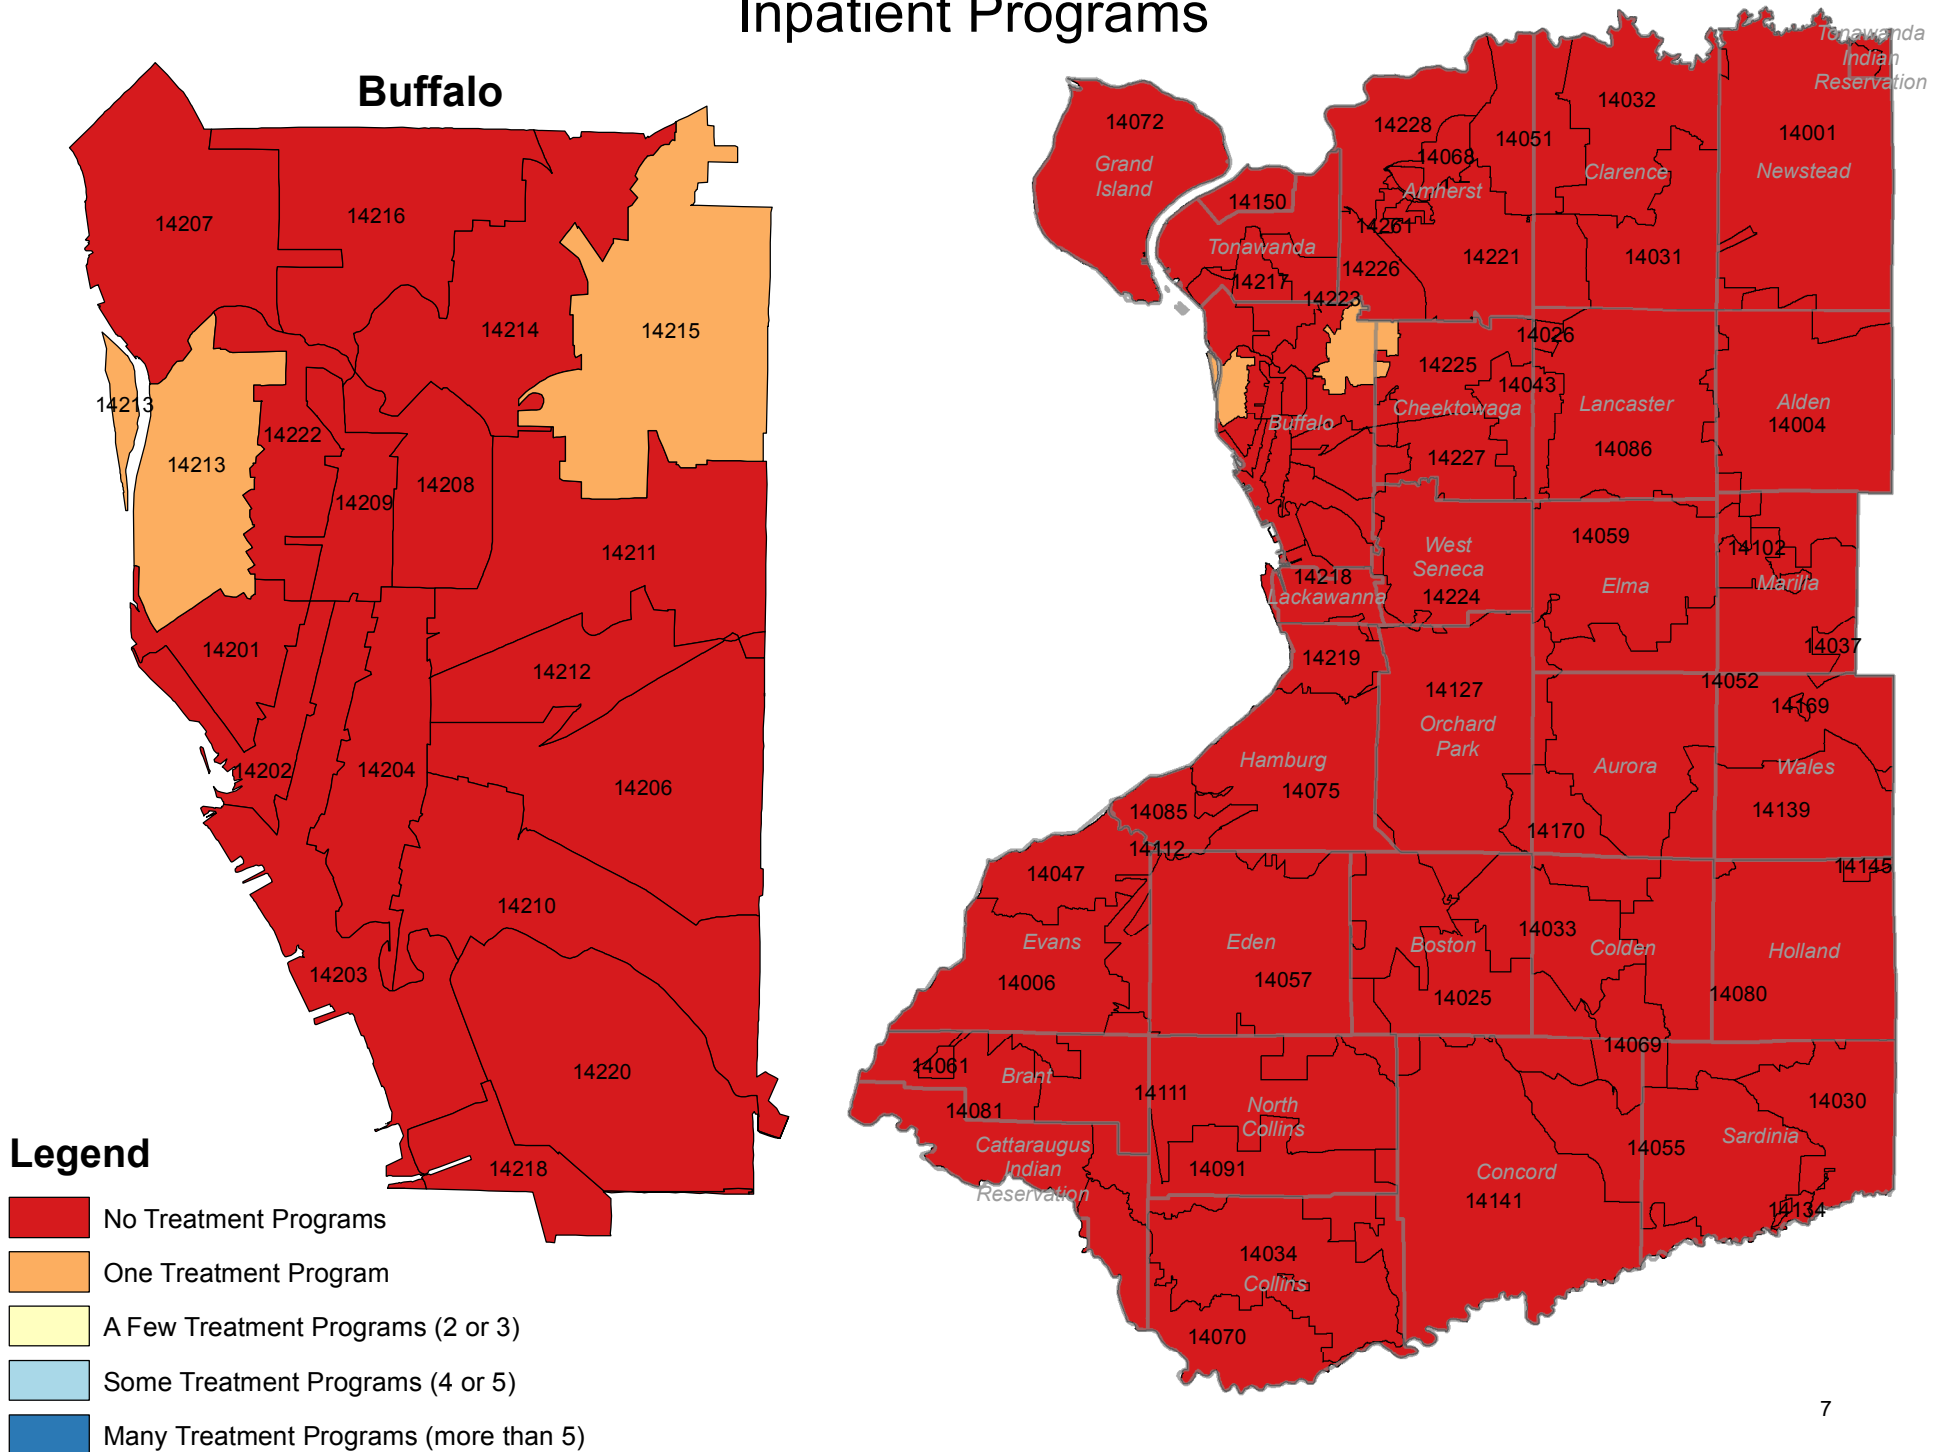 Inpatient Programs
Buffalo
14207
14216
14214
14215
14213
14213
14222
14209
14208
14211
14201
14212
14202
14204
14206
14210
14203
14220
14218
Legend
No Treatment Programs
One Treatment Program
A Few Treatment Programs (2 or 3)
Some Treatment Programs (4 or 5)
Many Treatment Programs (more than 5)
Tonawanda
Indian
Reservation
14072
Grand
Island
14228
14068
Amherst
14051
14032
Clarence
14001
Newstead
14150
Tonawanda
14217
14223
14261
14226
14221
14031
14026
14225
14043
Cheektowaga
14227
Buffalo
Lancaster
14086
Alden
14004
14218
Lackawanna
West
Seneca
14224
14059
Elma
14102
Marilla
14037
14219
14127
Orchard
Park
14052
14169
Hamburg
14075
14085
14112
Aurora
14170
Wales
14139
14145
14047
Evans
14006
Eden
14057
Boston
14025
14033
Colden
Holland
14080
14069
14061
Brant
14081
14111
North
Collins
14091
Cattaraugus
Indian
Reservation
Concord
14141
14055
14030
Sardinia
14134
14034
Collins
14070
7